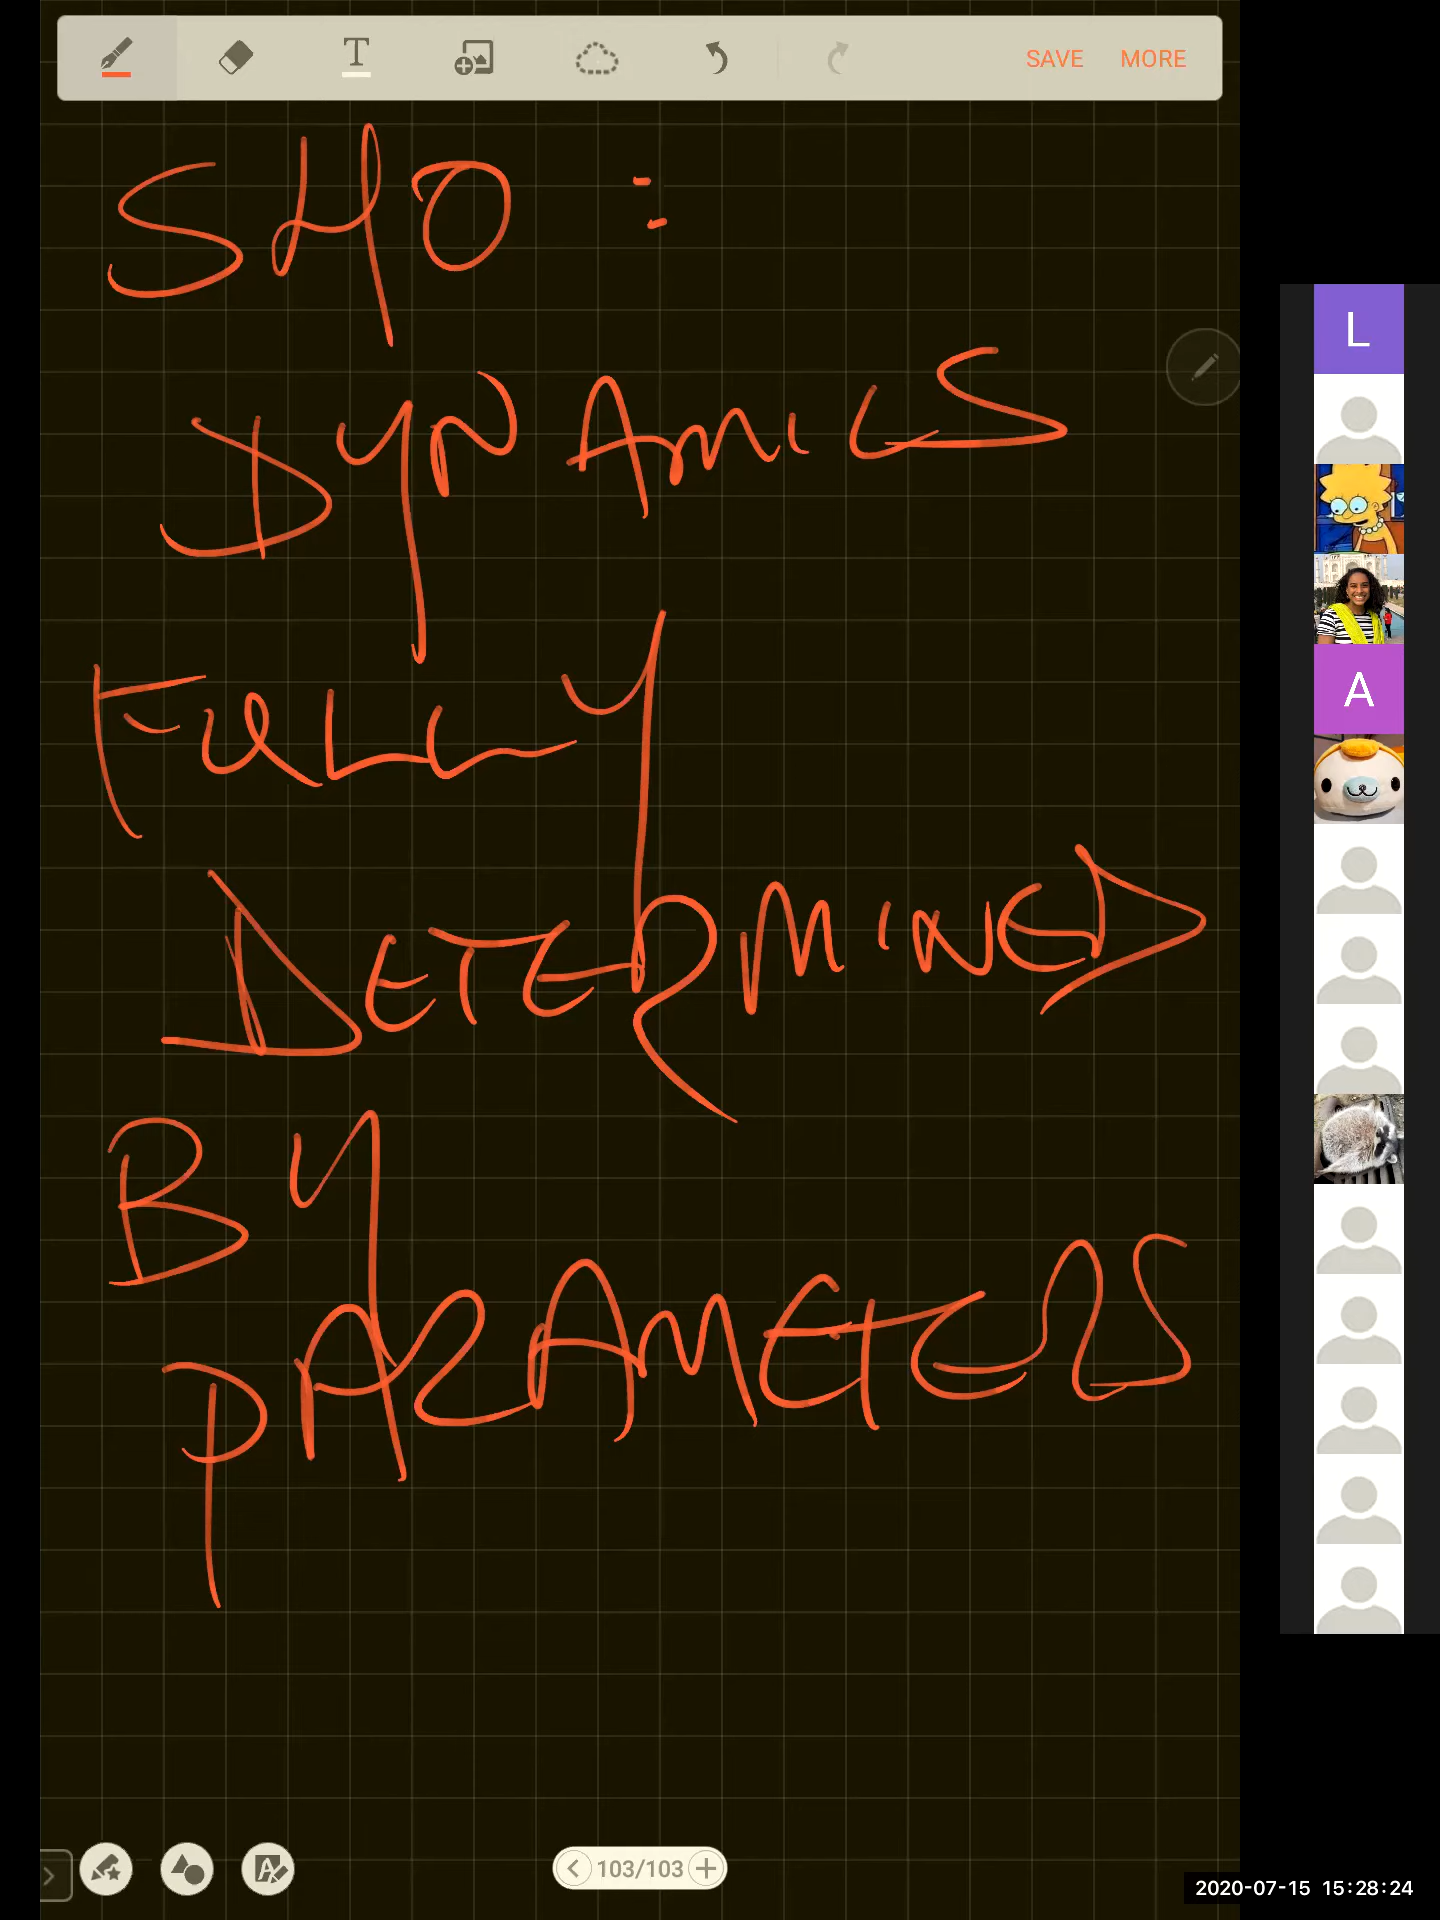 SAVE MORE
SHO :
DYNAMICS
FULLY
DETERMINED
BY
PARAMETERS
L
A
103/103
2020-07-15 15:28:24